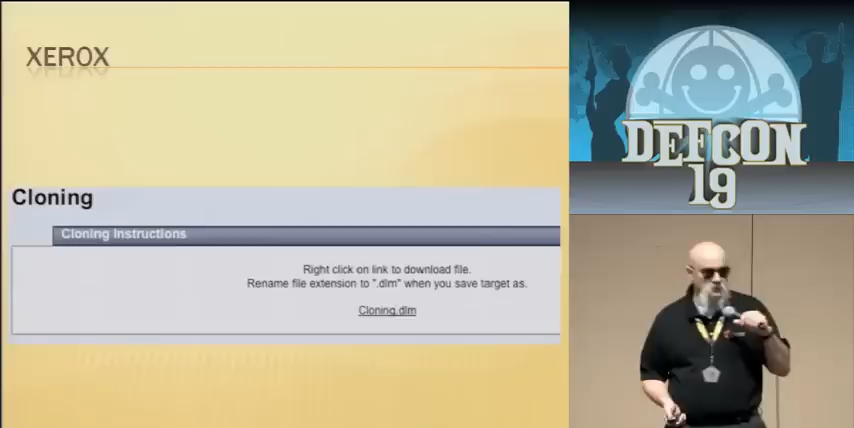 XEROX
Cloning
Cloning Instructions
Right click on link to download file.
Rename file extension to ".dlm" when you save target as.
Cloning.dlm
DEFCON
19